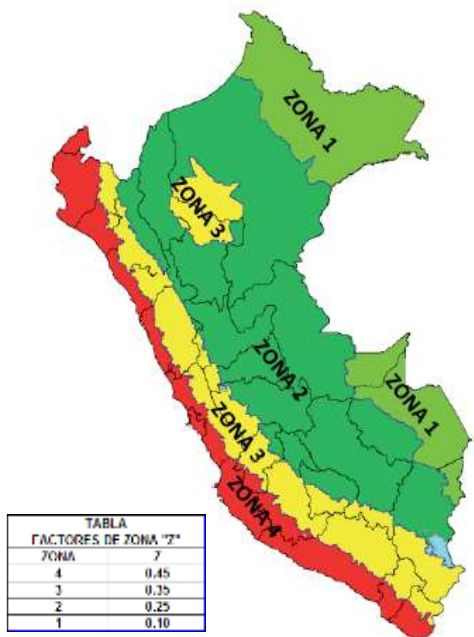 ZONA 1
ZONA 3
ZONA 2
ZONA 1
ZONA 3
ZONA 4
TABLA
FACTORES DE ZONA "Z"
ZONA Z
4 0.45
3 0.35
2 0.25
1 0.10